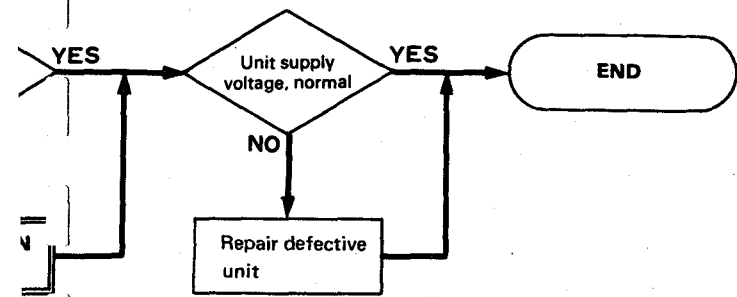 YES
Unit supply
voltage, normal
YES
END
NO
Repair defective
unit